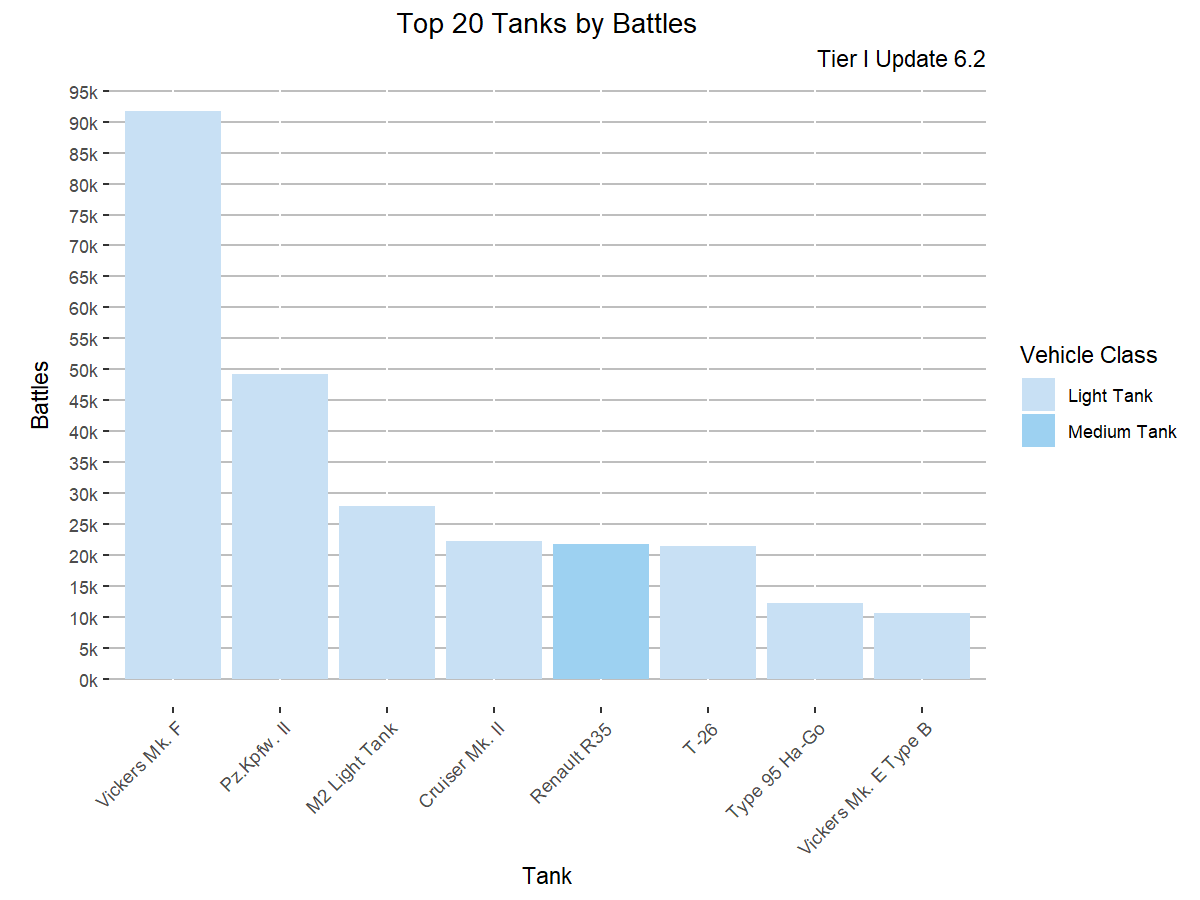 Top 20 Tanks by Battles
Tier I Update 6.2
95k
90k
85k
80k
75k
70k
65k
60k
55k
50k
45k
40k
35k
30k
25k
20k
15k
10k
5k
0k
Battles
Vickers Mk. F
Pz.Kpfw. II
M2 Light Tank
Cruiser Mk. II
Renault R35
T-26
Type 95 Ha-Go
Vickers Mk. E Type B
Tank
Vehicle Class
Light Tank
Medium Tank